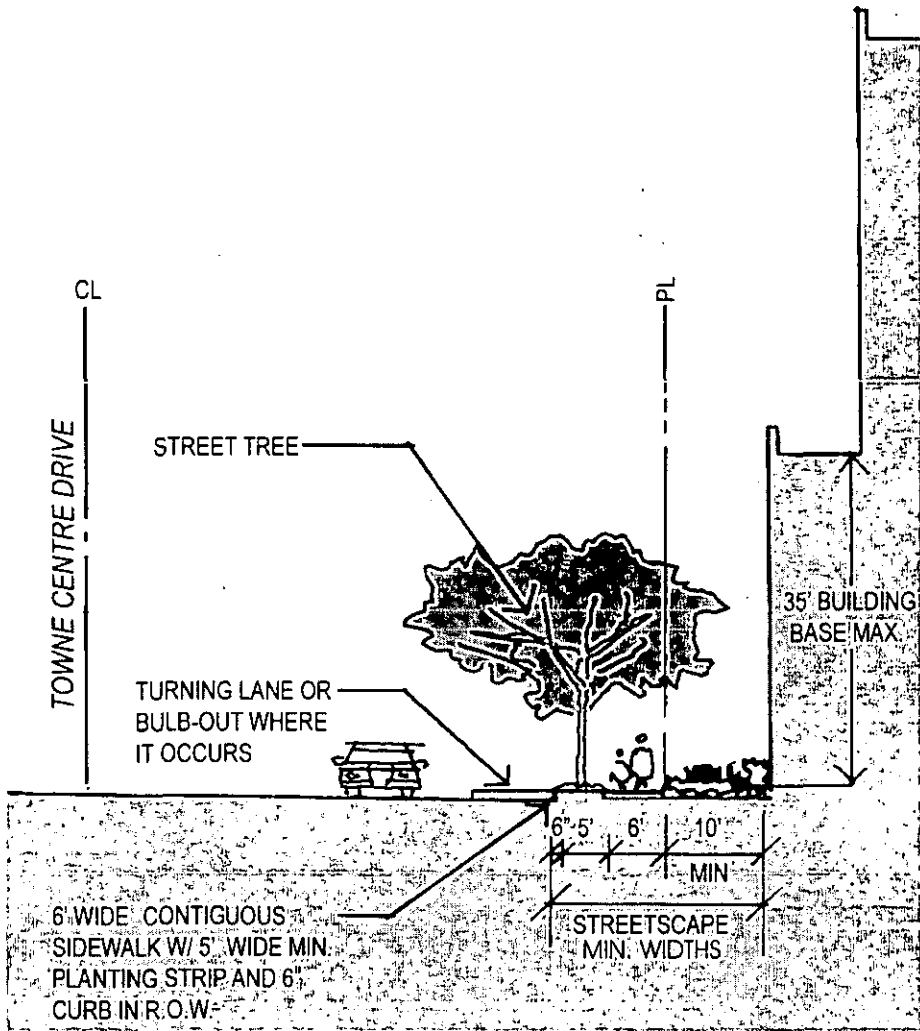 CL
PL
TOWNE CENTRE DRIVE
STREET TREE
35' BUILDING
BASE MAX.
TURNING LANE OR
BULB-OUT WHERE
IT OCCURS
6" 5' 6' 10'
MIN
STREETSCAPE
MIN. WIDTHS
6' WIDE CONTIGUOUS
SIDEWALK W/ 5' WIDE MIN.
PLANTING STRIP AND 6"
CURB IN R.O.W.